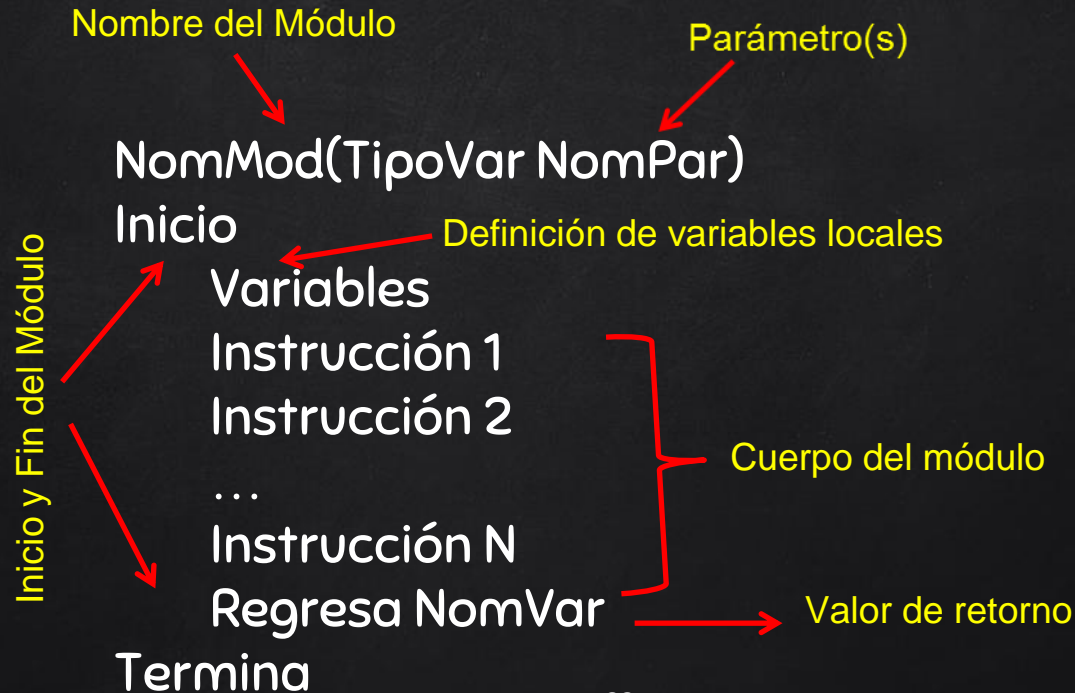 Nombre del Módulo
Parámetro(s)
NomMod(TipoVar NomPar)
Inicio
Definición de variables locales
Variables
Instrucción 1
Instrucción 2
...
Cuerpo del módulo
Instrucción N
Regresa NomVar
Valor de retorno
Termina
Inicio y Fin del Módulo